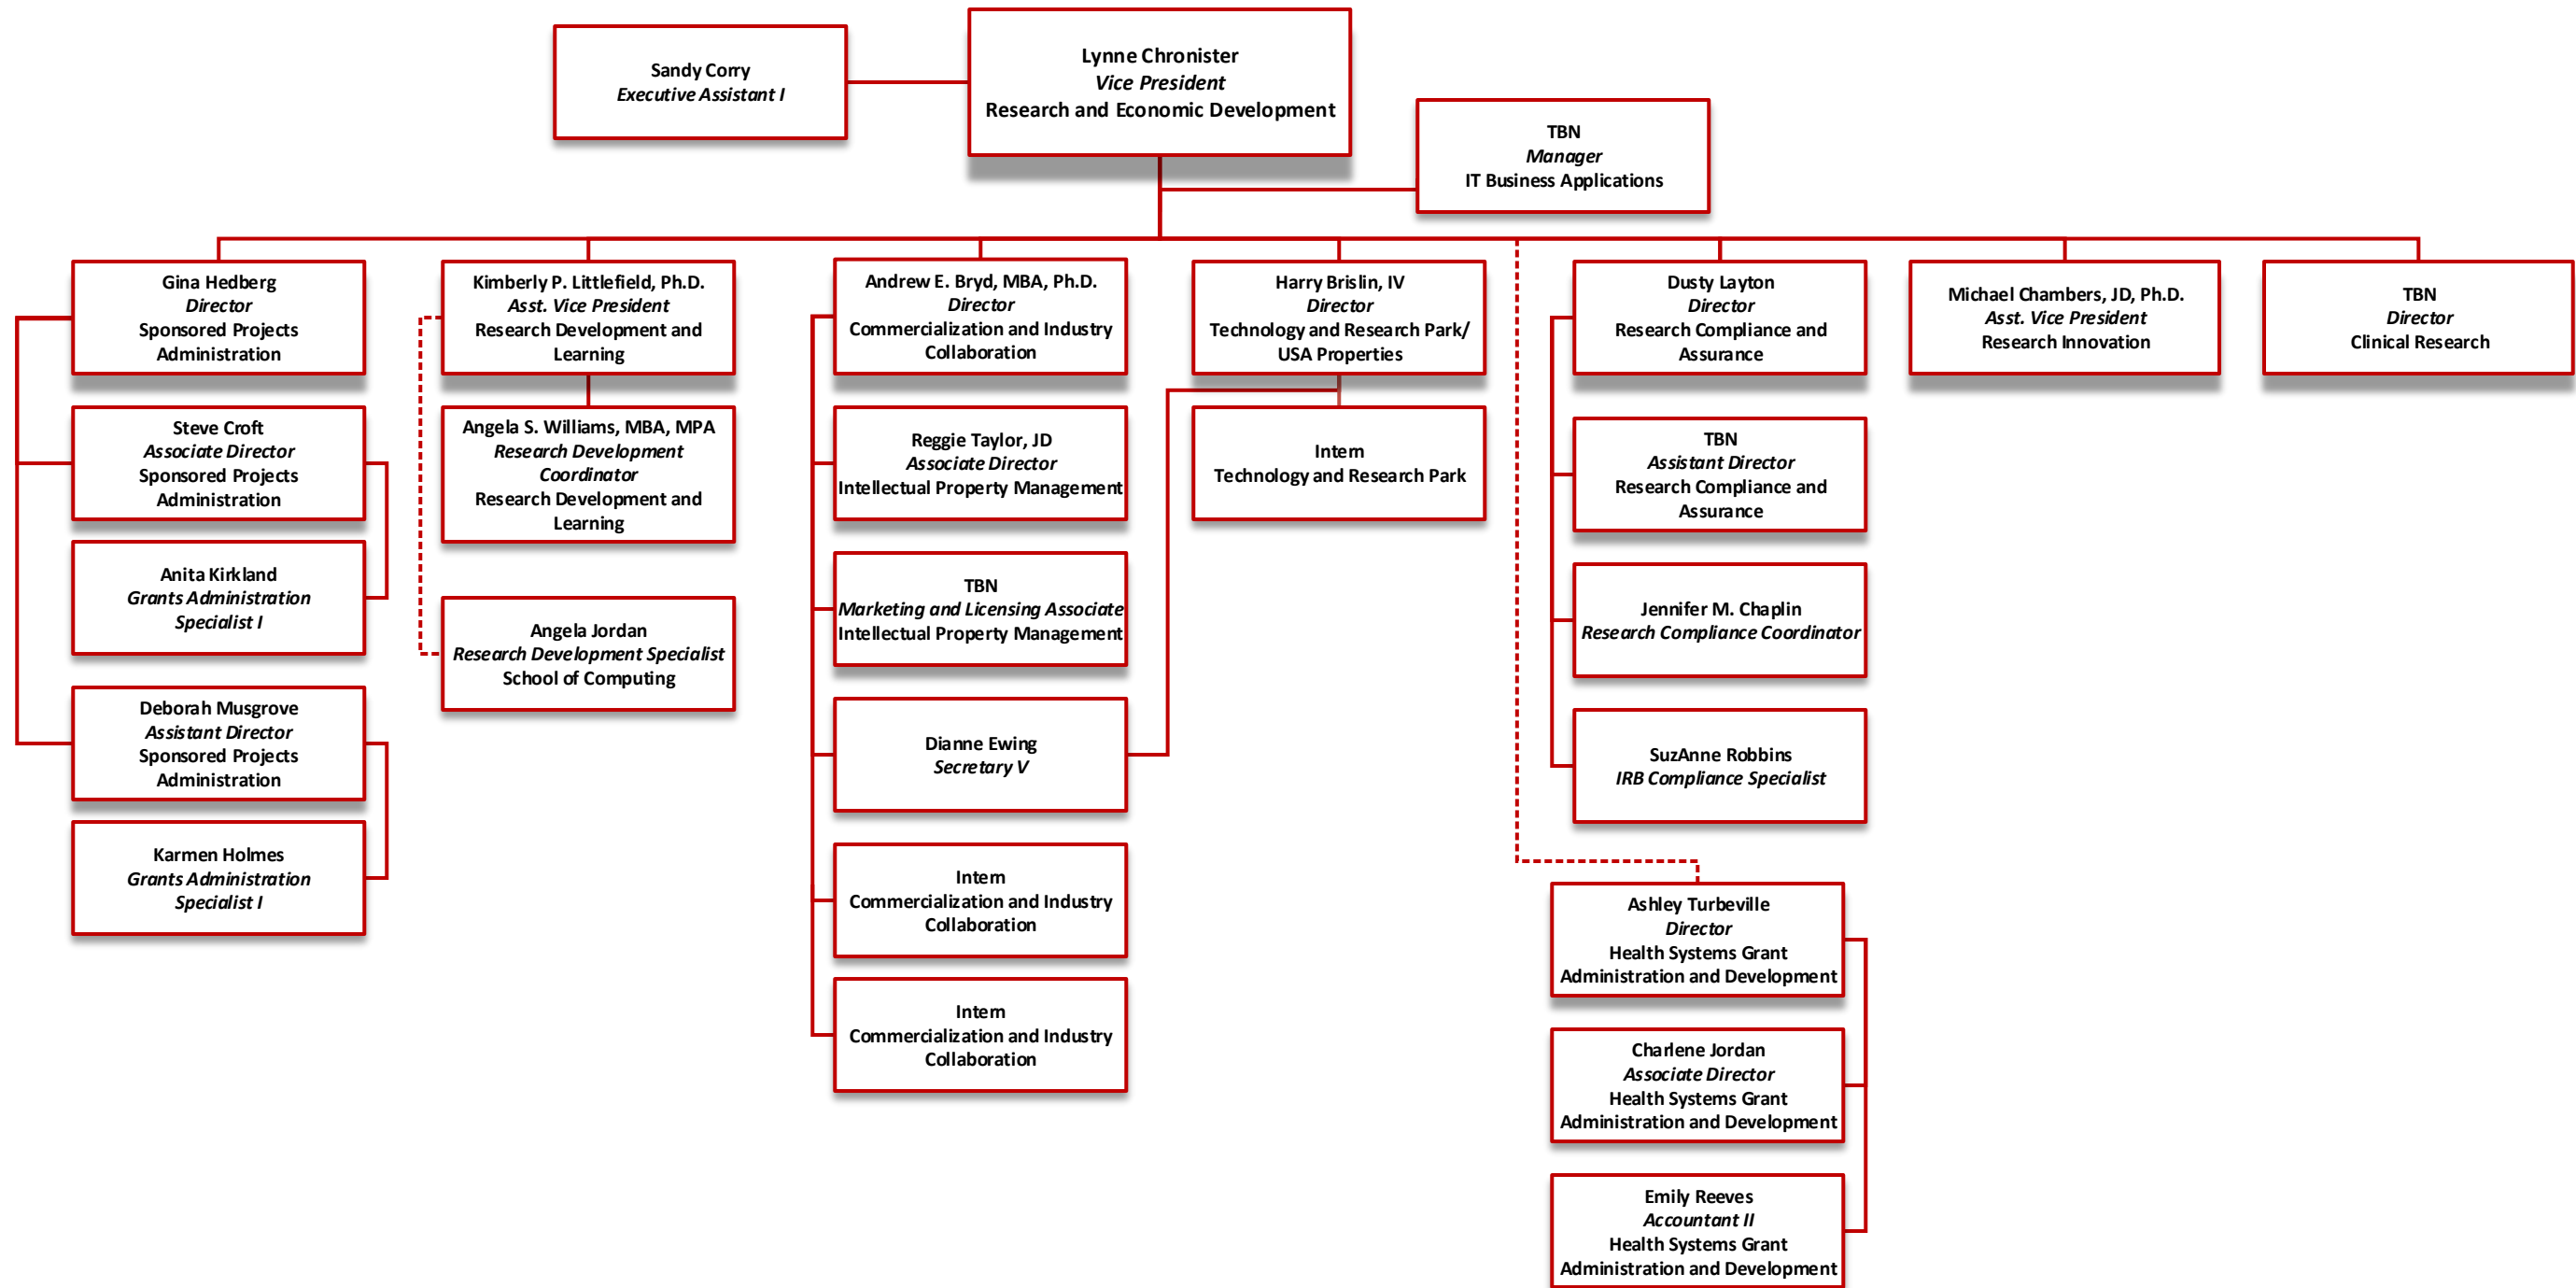 Sandy Corry
Executive Assistant I
Lynne Chronister
Vice President
Research and Economic Development
TBN
Manager
IT Business Applications
Gina Hedberg
Director
Sponsored Projects
Administration
Kimberly P. Littlefield, Ph.D.
Asst. Vice President
Research Development and
Learning
Andrew E. Bryd, MBA, Ph.D.
Director
Commercialization and Industry
Collaboration
Harry Brislin, IV
Director
Technology and Research Park/
USA Properties
Dusty Layton
Director
Research Compliance and
Assurance
Michael Chambers, JD, Ph.D.
Asst. Vice President
Research Innovation
TBN
Director
Clinical Research
Steve Croft
Associate Director
Sponsored Projects
Administration
Anita Kirkland
Grants Administration
Specialist I
Deborah Musgrove
Assistant Director
Sponsored Projects
Administration
Karmen Holmes
Grants Administration
Specialist I
Angela S. Williams, MBA, MPA
Research Development
Coordinator
Research Development and
Learning
Angela Jordan
Research Development Specialist
School of Computing
Reggie Taylor, JD
Associate Director
Intellectual Property Management
TBN
Marketing and Licensing Associate
Intellectual Property Management
Dianne Ewing
Secretary V
Intern
Commercialization and Industry
Collaboration
Intern
Commercialization and Industry
Collaboration
Intern
Technology and Research Park
TBN
Assistant Director
Research Compliance and
Assurance
Jennifer M. Chaplin
Research Compliance Coordinator
SuzAnne Robbins
IRB Compliance Specialist
Ashley Turbeville
Director
Health Systems Grant
Administration and Development
Charlene Jordan
Associate Director
Health Systems Grant
Administration and Development
Emily Reeves
Accountant II
Health Systems Grant
Administration and Development